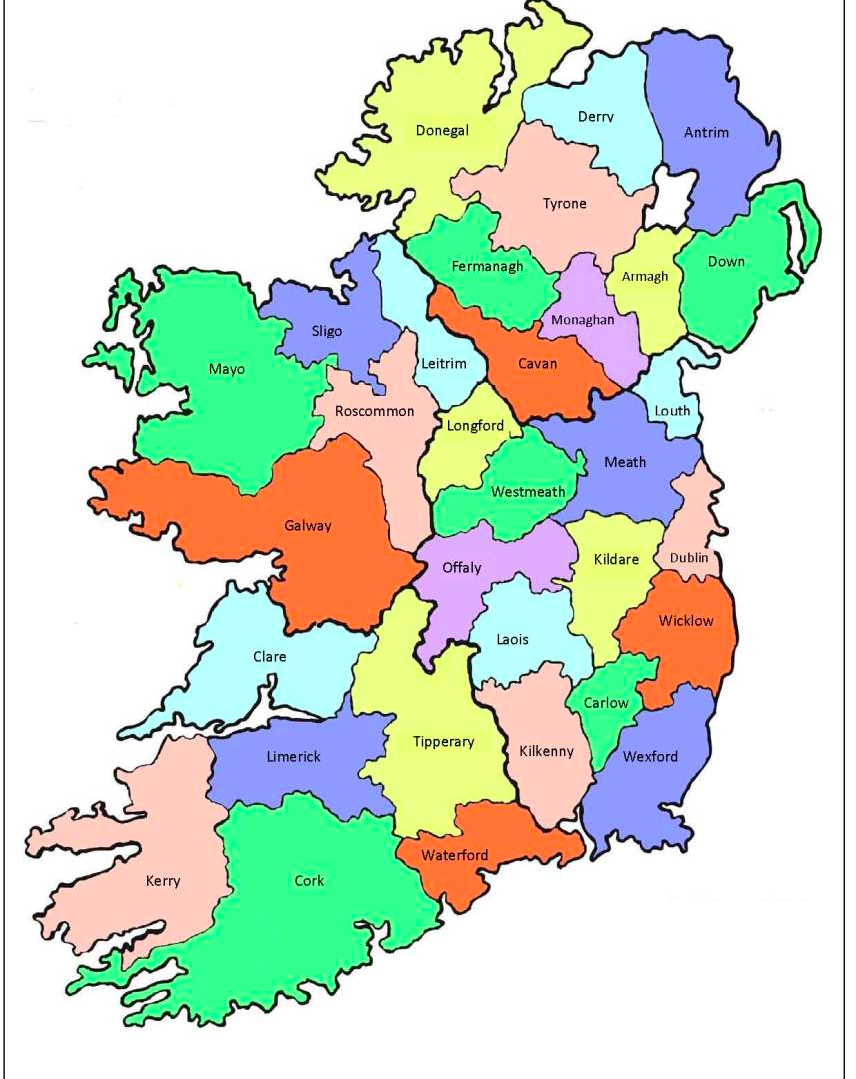 Donegal
Derry
Antrim
Tyrone
Fermanagh
Armagh
Down
Monaghan
Sligo
Leitrim
Cavan
Mayo
Roscommon
Louth
Longford
Meath
Westmeath
Galway
Offaly
Kildare
Dublin
Wicklow
Laois
Clare
Carlow
Tipperary
Kilkenny
Limerick
Wexford
Waterford
Kerry
Cork